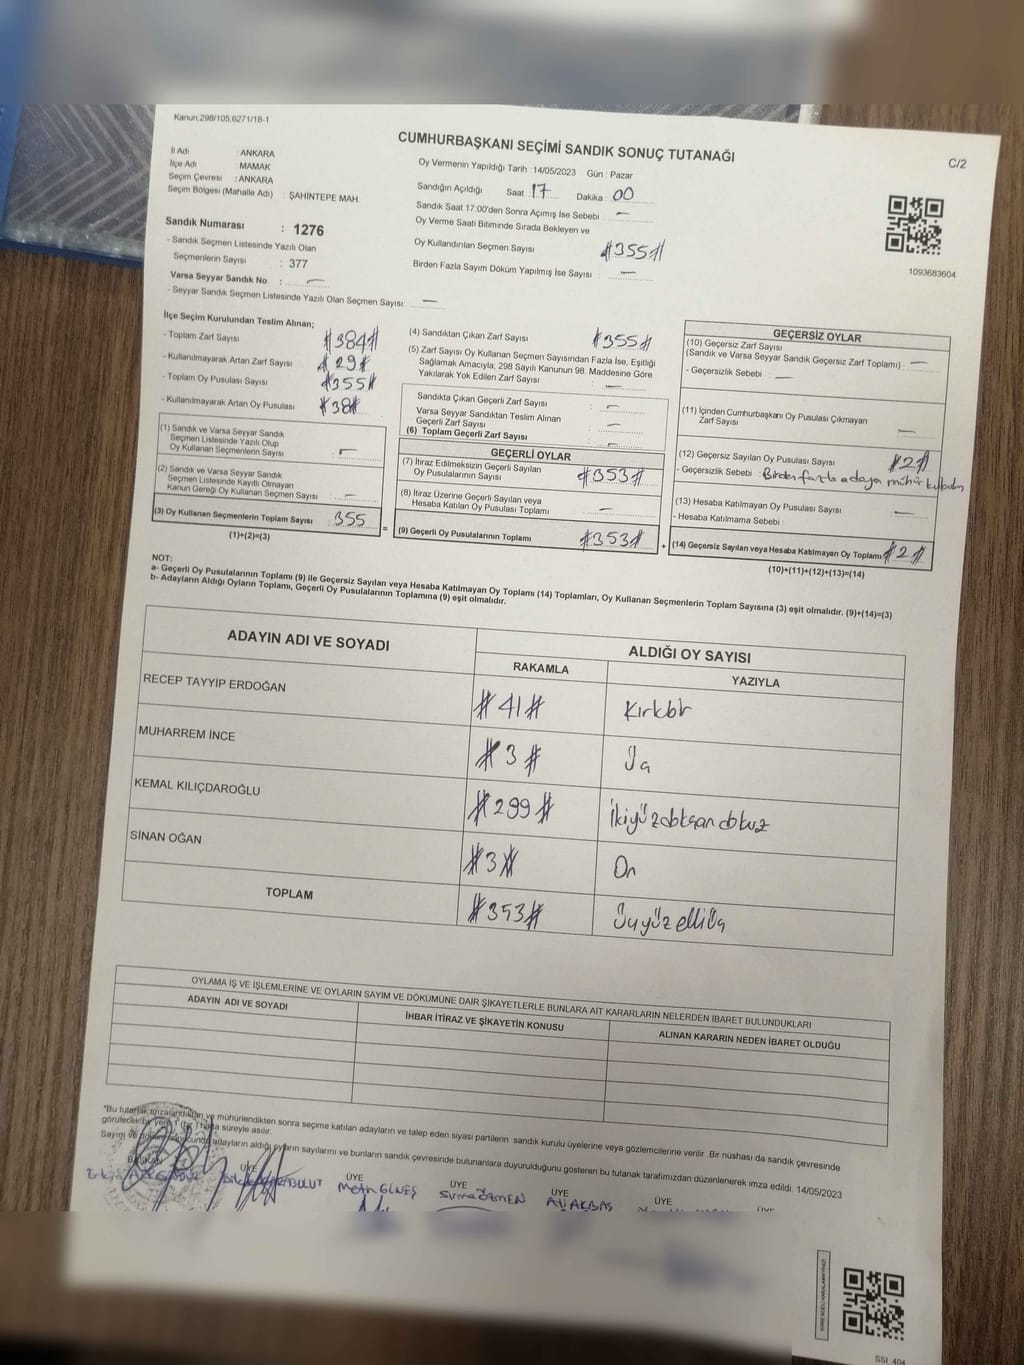 Kanun,298/105,6271/18-1
CUMHURBAŞKANI SEÇİMİ SANDIK SONUÇ TUTANAĞI
C/2
İl Adı : ANKARA
İlçe Adı : MAMAK
Seçim Çevresi : ANKARA
Seçim Bölgesi (Mahalle Adı) : ŞAHİNTEPE MAH.
Oy Vermenin Yapıldığı Tarih : 14/05/2023 Gün : Pazar
Sandığın Açıldığı Saat : 17 Dakika : 00
Sandık Saat 17:00'den Sonra Açımış İse Sebebi : —
Oy Verme Saati Bitiminde Sırada Bekleyen ve
Oy Kullandırılan Seçmen Sayısı #355#
Birden Fazla Sayım Döküm Yapılmış İse Sayısı : —
1093683604
Sandık Numarası : 1276
- Sandık Seçmen Listesinde Yazılı Olan
Seçmenlerin Sayısı : 377
Varsa Seyyar Sandık No : —
- Seyyar Sandık Seçmen Listesinde Yazılı Olan Seçmen Sayısı: —
İlçe Seçim Kurulundan Teslim Alınan;
- Toplam Zarf Sayısı #384#
- Kullanılmayarak Artan Zarf Sayısı #29#
- Toplam Oy Pusulası Sayısı #355#
- Kullanılmayarak Artan Oy Pusulası #38#
(1) Sandık ve Varsa Seyyar Sandık
Seçmen Listesinde Yazılı Olup
Oy Kullanan Seçmenlerin Sayısı : —
(2) Sandık ve Varsa Seyyar Sandık
Seçmen Listesinde Kayıtlı Olmayan
Kanun Gereği Oy Kullanan Seçmen Sayısı : —
(3) Oy Kullanan Seçmenlerin Toplam Sayısı 355
(1)+(2)=(3)
=
(4) Sandıktan Çıkan Zarf Sayısı #355#
(5) Zarf Sayısı Oy Kullanan Seçmen Sayısından Fazla İse, Eşitliği
Sağlamak Amacıyla, 298 Sayılı Kanunun 98. Maddesine Göre
Yakılarak Yok Edilen Zarf Sayısı : —
Sandıkta Çıkan Geçerli Zarf Sayısı : —
Varsa Seyyar Sandıktan Teslim Alınan
Geçerli Zarf Sayısı : —
(6) Toplam Geçerli Zarf Sayısı : —
GEÇERLİ OYLAR
(7) İtiraz Edilmeksizin Geçerli Sayılan
Oy Pusulalarının Sayısı #353#
(8) İtiraz Üzerine Geçerli Sayılan veya
Hesaba Katılan Oy Pusulası Toplamı —
(9) Geçerli Oy Pusulalarının Toplamı #353#
+
GEÇERSİZ OYLAR
(10) Geçersiz Zarf Sayısı
(Sandık ve Varsa Seyyar Sandık Geçersiz Zarf Toplamı) : —
- Geçersizlik Sebebi : —
(11) İçinden Cumhurbaşkanı Oy Pusulası Çıkmayan
Zarf Sayısı —
(12) Geçersiz Sayılan Oy Pusulası Sayısı #2#
- Geçersizlik Sebebi : Birden fazla adaya mühür
(13) Hesaba Katılmayan Oy Pusulası Sayısı : —
- Hesaba Katılmama Sebebi :
(14) Geçersiz Sayılan veya Hesaba Katılmayan Oy Toplamı #2#
(10)+(11)+(12)+(13)=(14)
NOT:
a- Geçerli Oy Pusulalarının Toplamı (9) ile Geçersiz Sayılan veya Hesaba Katılmayan Oy Toplamı (14) Toplamları, Oy Kullanan Seçmenlerin Toplam Sayısına (3) eşit olmalıdır. (9)+(14)=(3)
b- Adayların Aldığı Oyların Toplamı, Geçerli Oy Pusulalarının Toplamına (9) eşit olmalıdır.
ADAYIN ADI VE SOYADI
ALDIĞI OY SAYISI
RAKAMLA YAZIYLA
RECEP TAYYİP ERDOĞAN #41# Kırkbir
MUHARREM İNCE #3# Üç
KEMAL KILIÇDAROĞLU #299# İkiyüzdoksandokuz
SİNAN OĞAN #3# On
TOPLAM #353# Üçyüzelliüç
OYLAMA İŞ VE İŞLEMLERİNE VE OYLARIN SAYIM VE DÖKÜMÜNE DAİR ŞİKAYETLERLE BUNLARA AİT KARARLARIN NELERDEN İBARET BULUNDUKLARI
ADAYIN ADI VE SOYADI İHBAR İTİRAZ VE ŞİKAYETİN KONUSU ALINAN KARARIN NEDEN İBARET OLDUĞU
*Bu tutanak imzalandıktan ve mühürlendikten sonra seçime katılan adayların ve talep eden siyasi partilerin sandık kurulu üyelerine veya gözlemcilerine verilir .Bir nüshası da sandık çevresinde
görülecek bir yere 1 (bir) hafta süreyle asılır.
Sayım ve döküm sonucunda adayların aldığı oyların sayılarını ve bunların sandık çevresinde bulunanlara duyurulduğunu gösteren bu tutanak tarafımızdan düzenlenerek imza edildi. 14/05/2023
BAŞKAN ÜYE ÜYE ÜYE ÜYE ÜYE ÜYE
Metin GÜNEŞ Ali AKBAŞ
SSI_404